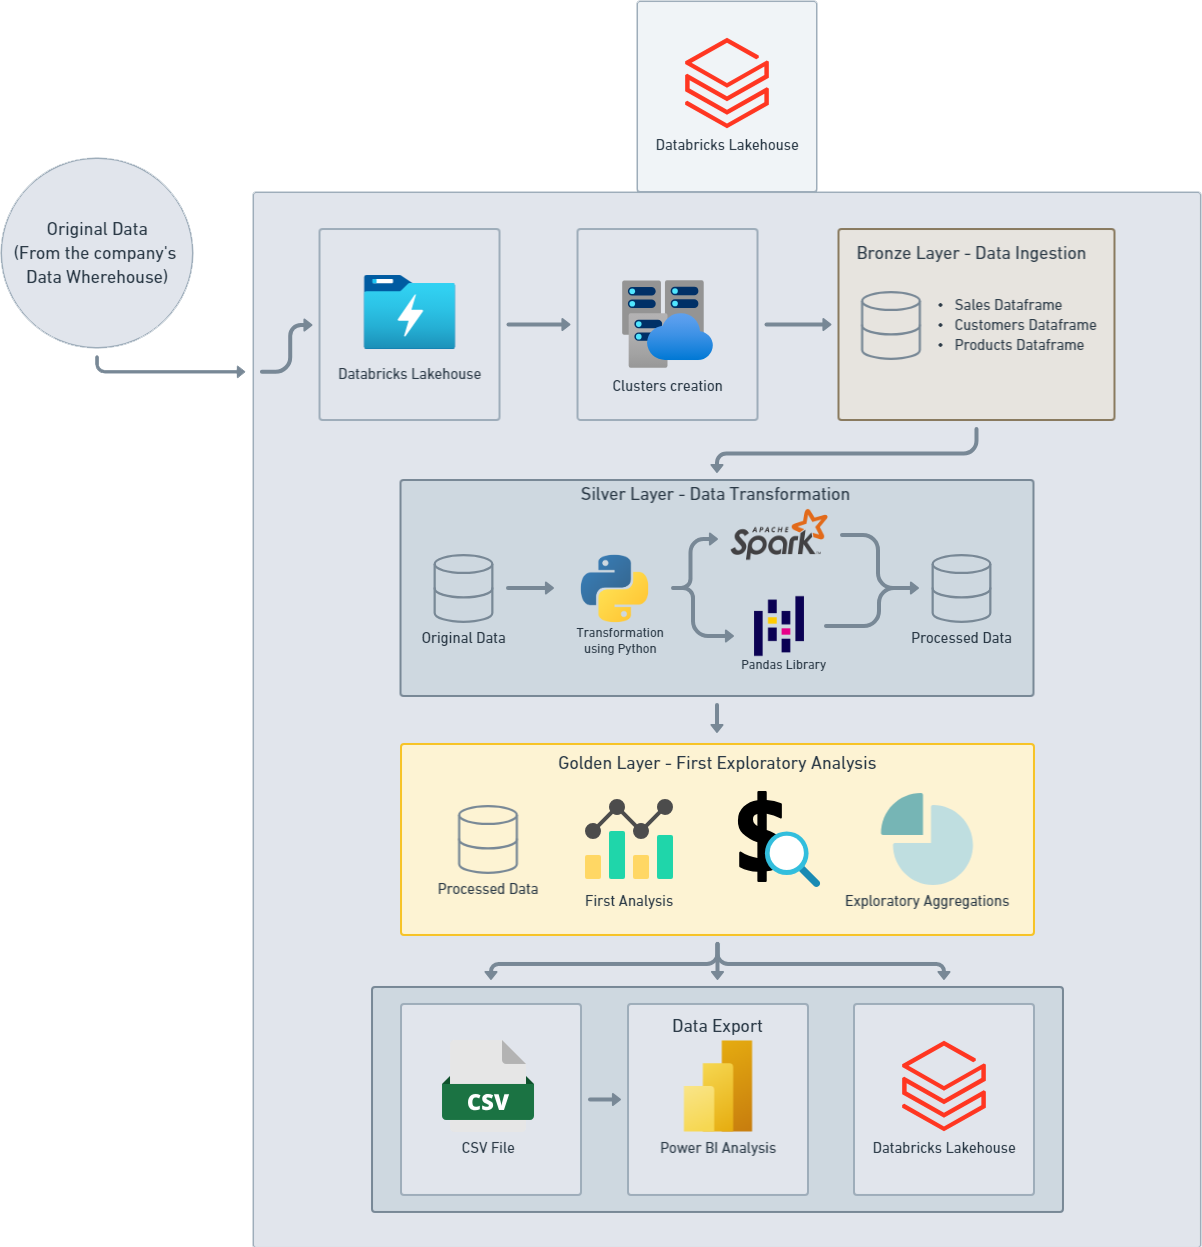 Databricks Lakehouse
Original Data
(From the company's
Data Wherehouse)
Databricks Lakehouse
Clusters creation
Bronze Layer - Data Ingestion
• Sales Dataframe
• Customers Dataframe
• Products Dataframe
Silver Layer - Data Transformation
Original Data
Transformation
using Python
APACHE
Spark™
Pandas Library
Processed Data
Golden Layer - First Exploratory Analysis
Processed Data
First Analysis
$
Exploratory Aggregations
CSV
CSV File
Data Export
Power BI Analysis
Databricks Lakehouse